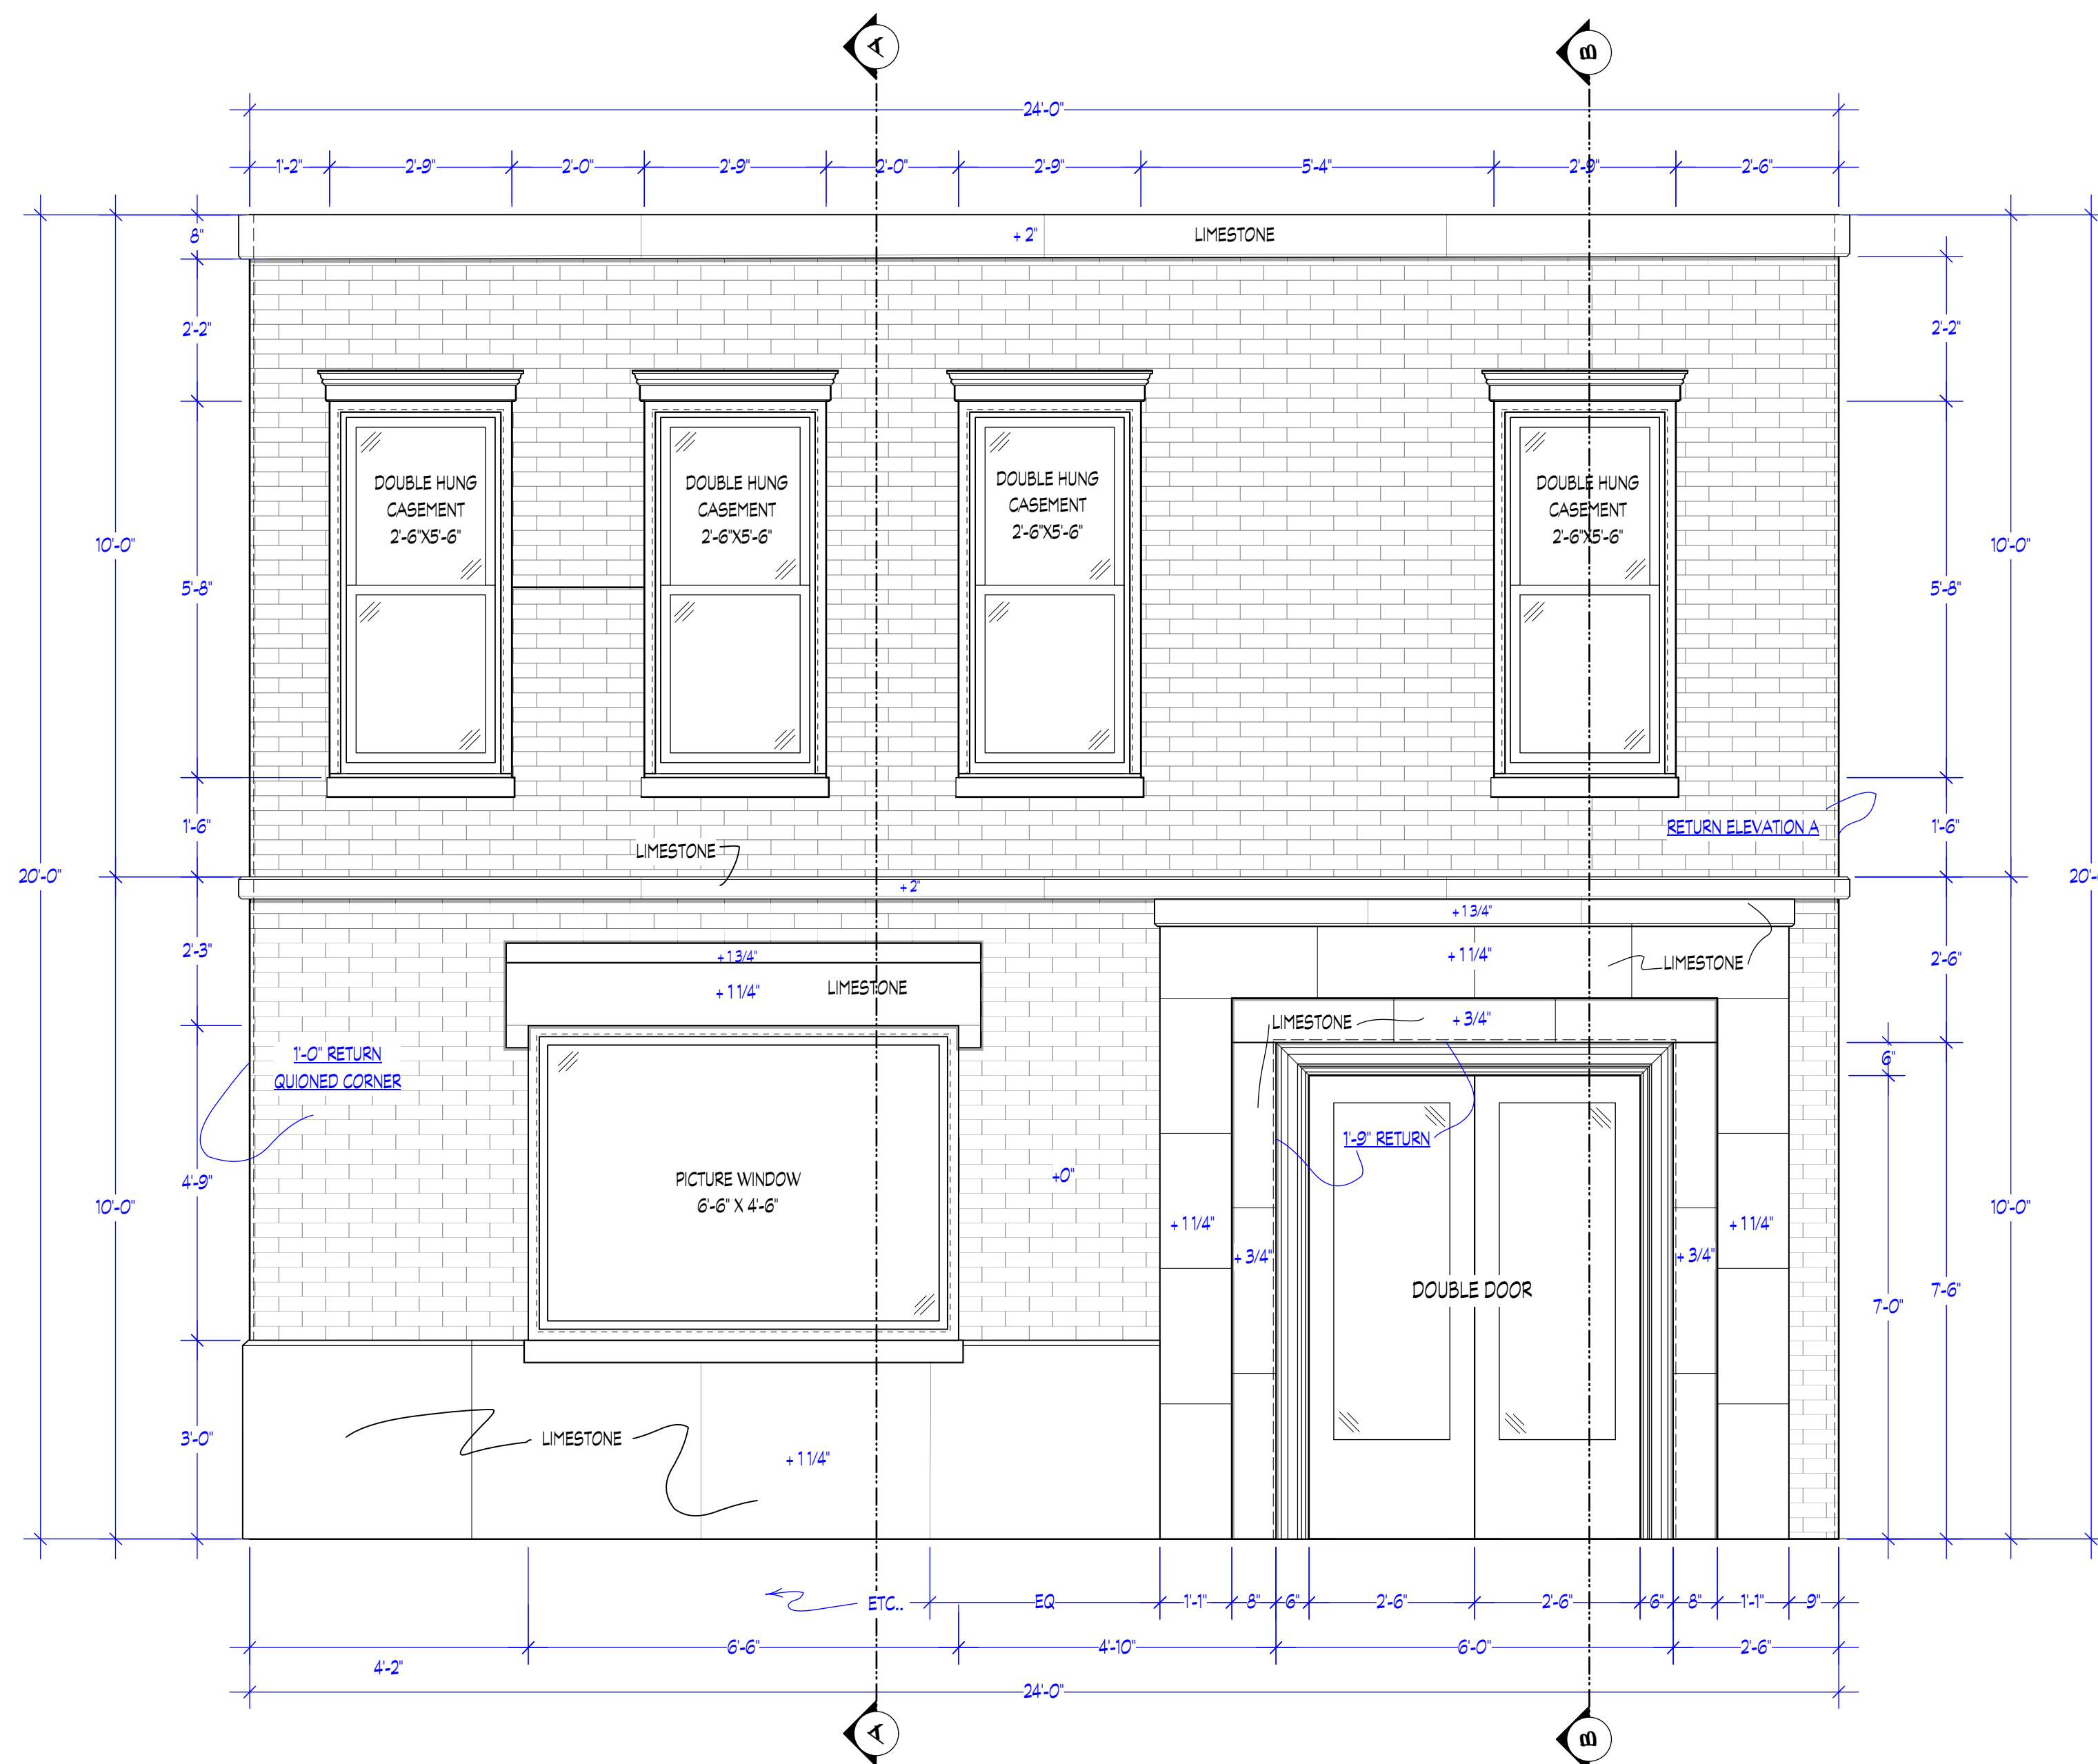 A
B
24'-0"
1'-2"
2'-9"
2'-0"
2'-9"
2'-0"
2'-9"
5'-4"
2'-9"
2'-6"
8"
+ 2"
LIMESTONE
2'-2"
2'-2"
DOUBLE HUNG
CASEMENT
2'-6"X5'-6"
DOUBLE HUNG
CASEMENT
2'-6"X5'-6"
DOUBLE HUNG
CASEMENT
2'-6"X5'-6"
DOUBLE HUNG
CASEMENT
2'-6"X5'-6"
10'-0"
10'-0"
5'-8"
5'-8"
1'-6"
RETURN ELEVATION A
1'-6"
LIMESTONE
20'-0"
+ 2"
20'-
+ 1 3/4"
2'-3"
+ 1 3/4"
+ 1 1/4"
LIMESTONE
2'-6"
+ 1 1/4"
LIMESTONE
LIMESTONE
+ 3/4"
1'-0" RETURN
QUIONED CORNER
6"
1'-9" RETURN
4'-9"
PICTURE WINDOW
6'-6" X 4'-6"
+0"
10'-0"
10'-0"
+ 1 1/4"
+ 1 1/4"
+ 3/4"
+ 3/4"
DOUBLE DOOR
7'-6"
7'-0"
3'-0"
LIMESTONE
+ 1 1/4"
ETC..
EQ
1'-1"
8"
6"
2'-6"
2'-6"
6"
8"
1'-1"
9"
4'-2"
6'-6"
4'-10"
6'-0"
2'-6"
24'-0"
A
B